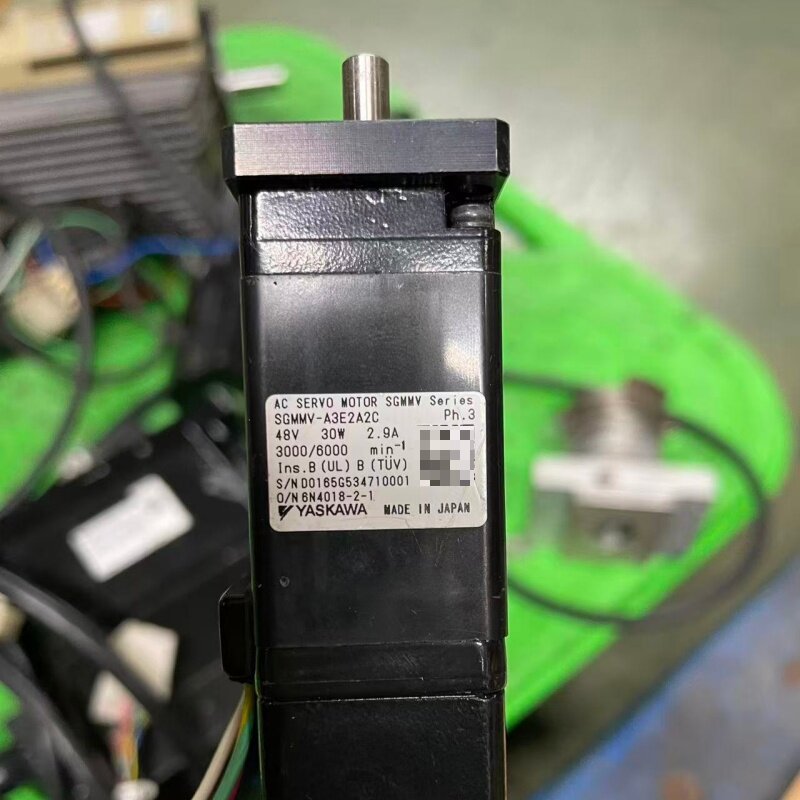 AC SERVO MOTOR SGMMV Series
SGMMV-A3E2A2C Ph.3
48V 30W 2.9A
3000/6000 min⁻¹
Ins.B (UL) B (TÜV)
S/N D0165G534710001
O/N 6N4018-2-1
YASKAWA MADE IN JAPAN